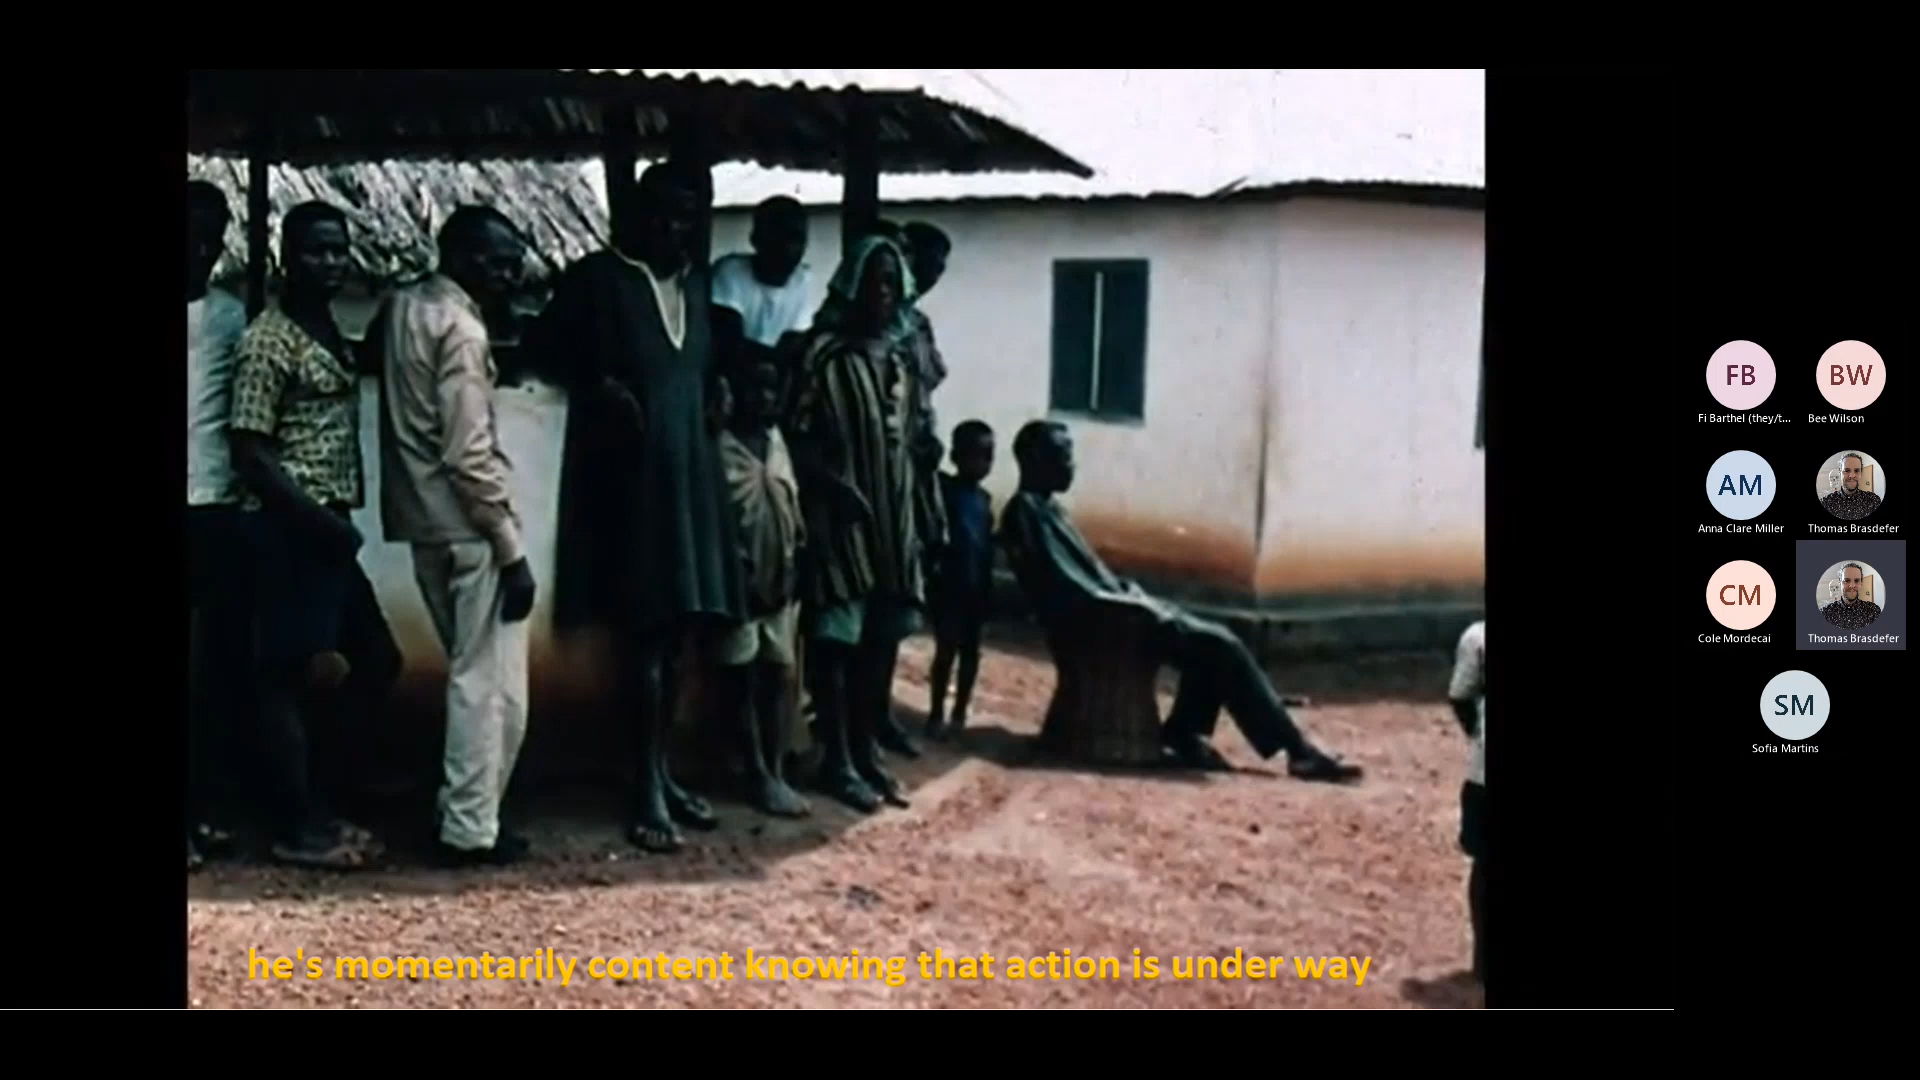 he's momentarily content knowing that action is under way
FB
BW
Fi Barthel (they/t...
Bee Wilson
AM
Anna Clare Miller
Thomas Brasdefer
CM
Cole Mordecai
Thomas Brasdefer
SM
Sofia Martins